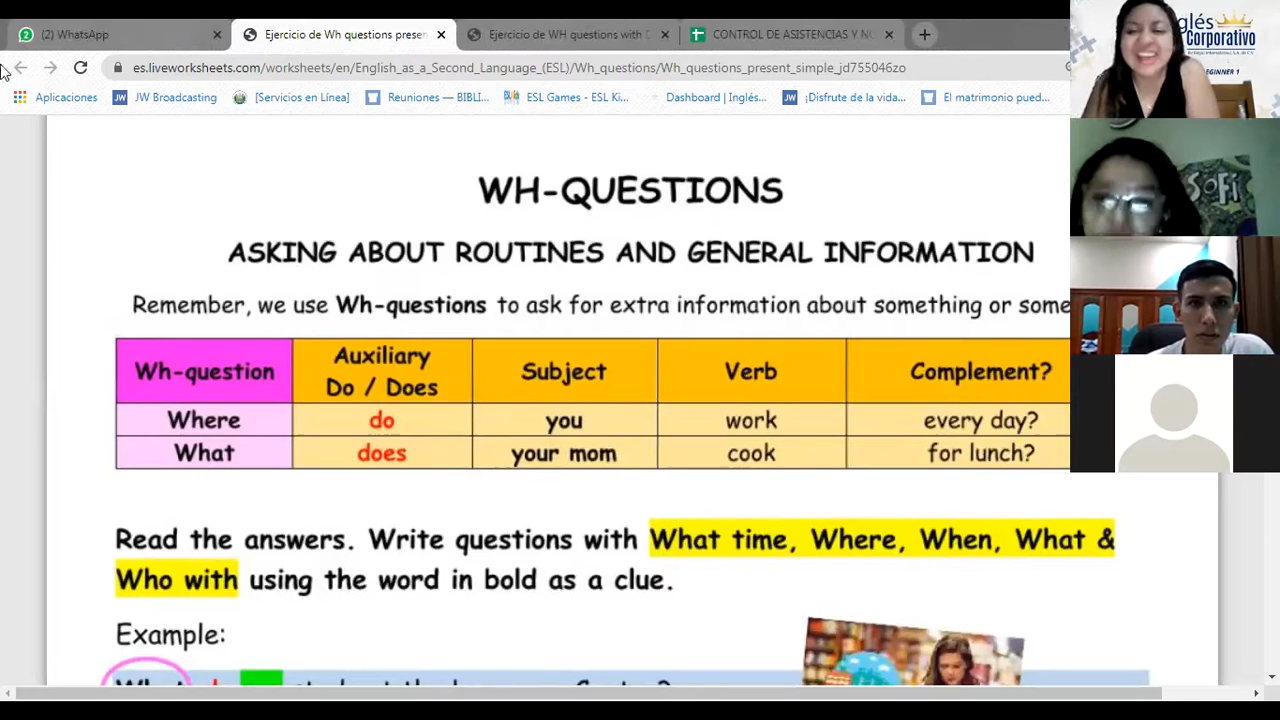 (2) WhatsApp
Ejercicio de Wh questions presen
Ejercicio de WH questions with D
CONTROL DE ASISTENCIAS Y N
es.liveworksheets.com/worksheets/en/English_as_a_Second_Language_(ESL)/Wh_questions/Wh_questions_present_simple_jd755046zo
Aplicaciones
JW Broadcasting
[Servicios en Línea]
Reuniones — BIBLI...
ESL Games - ESL Ki...
Dashboard | Inglés...
¡Disfrute de la vida...
El matrimonio pued...
glés
Corporativo
EGINNER 1
SOFÍ
WH-QUESTIONS
ASKING ABOUT ROUTINES AND GENERAL INFORMATION
Remember, we use Wh-questions to ask for extra information about something or some
Wh-question Auxiliary Do / Does Subject Verb Complement?
Where do you work every day?
What does your mom cook for lunch?
Read the answers. Write questions with What time, Where, When, What &
Who with using the word in bold as a clue.
Example: